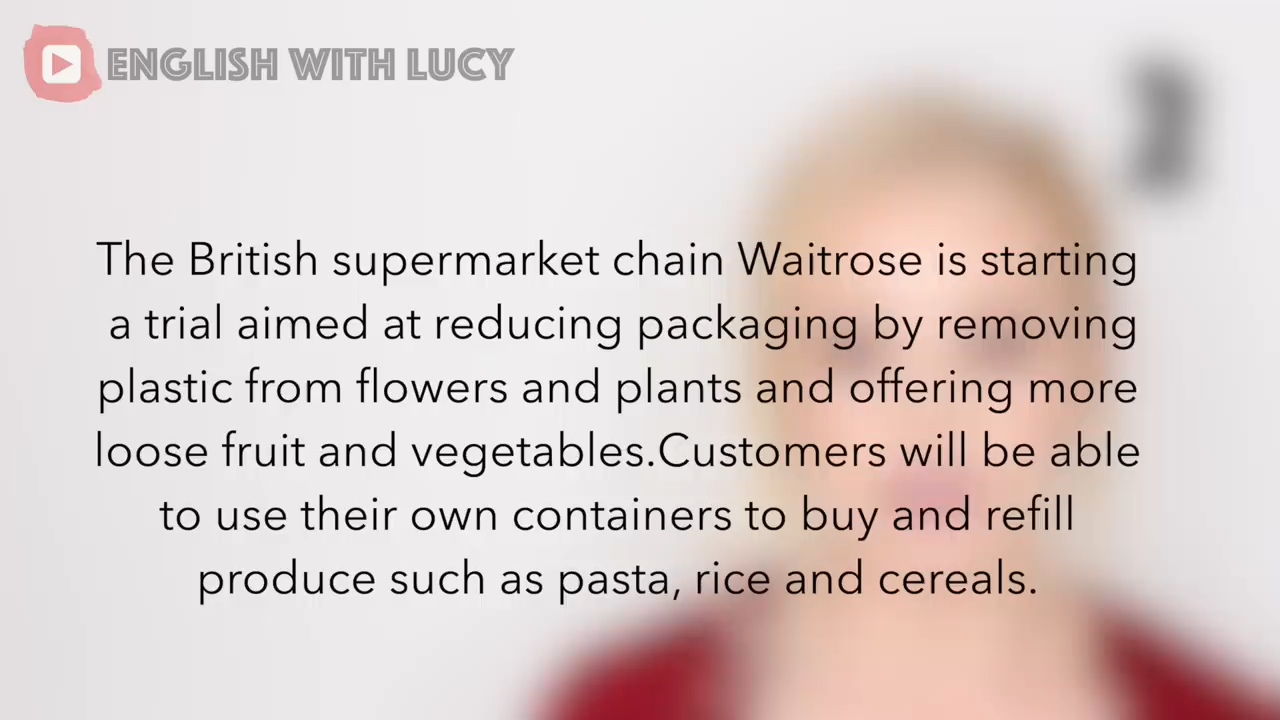 ENGLISH WITH LUCY
The British supermarket chain Waitrose is starting
a trial aimed at reducing packaging by removing
plastic from flowers and plants and offering more
loose fruit and vegetables.Customers will be able
to use their own containers to buy and refill
produce such as pasta, rice and cereals.